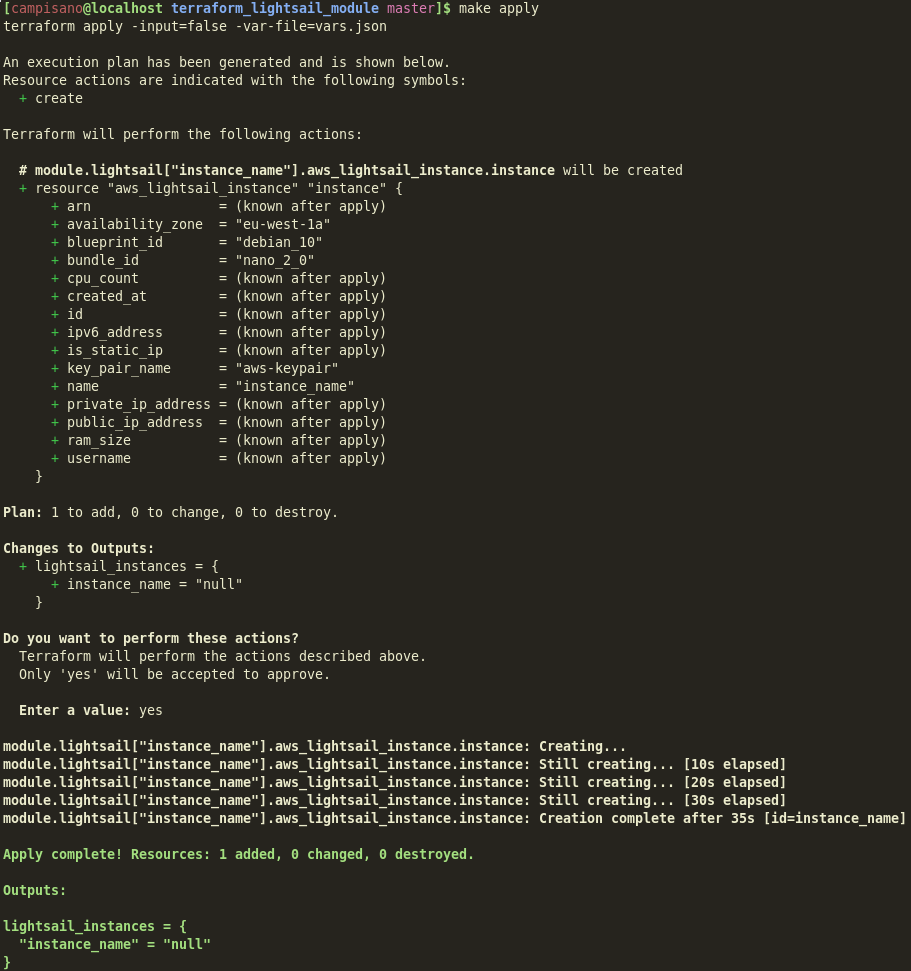 [campisano@localhost terraform_lightsail_module master]$ make apply
terraform apply -input=false -var-file=vars.json

An execution plan has been generated and is shown below.
Resource actions are indicated with the following symbols:
  + create

Terraform will perform the following actions:

  # module.lightsail["instance_name"].aws_lightsail_instance.instance will be created
  + resource "aws_lightsail_instance" "instance" {
      + arn                = (known after apply)
      + availability_zone  = "eu-west-1a"
      + blueprint_id       = "debian_10"
      + bundle_id          = "nano_2_0"
      + cpu_count          = (known after apply)
      + created_at         = (known after apply)
      + id                 = (known after apply)
      + ipv6_address       = (known after apply)
      + is_static_ip       = (known after apply)
      + key_pair_name      = "aws-keypair"
      + name               = "instance_name"
      + private_ip_address = (known after apply)
      + public_ip_address  = (known after apply)
      + ram_size           = (known after apply)
      + username           = (known after apply)
    }

Plan: 1 to add, 0 to change, 0 to destroy.

Changes to Outputs:
  + lightsail_instances = {
      + instance_name = "null"
    }

Do you want to perform these actions?
  Terraform will perform the actions described above.
  Only 'yes' will be accepted to approve.

  Enter a value: yes

module.lightsail["instance_name"].aws_lightsail_instance.instance: Creating...
module.lightsail["instance_name"].aws_lightsail_instance.instance: Still creating... [10s elapsed]
module.lightsail["instance_name"].aws_lightsail_instance.instance: Still creating... [20s elapsed]
module.lightsail["instance_name"].aws_lightsail_instance.instance: Still creating... [30s elapsed]
module.lightsail["instance_name"].aws_lightsail_instance.instance: Creation complete after 35s [id=instance_name]

Apply complete! Resources: 1 added, 0 changed, 0 destroyed.

Outputs:

lightsail_instances = {
  "instance_name" = "null"
}